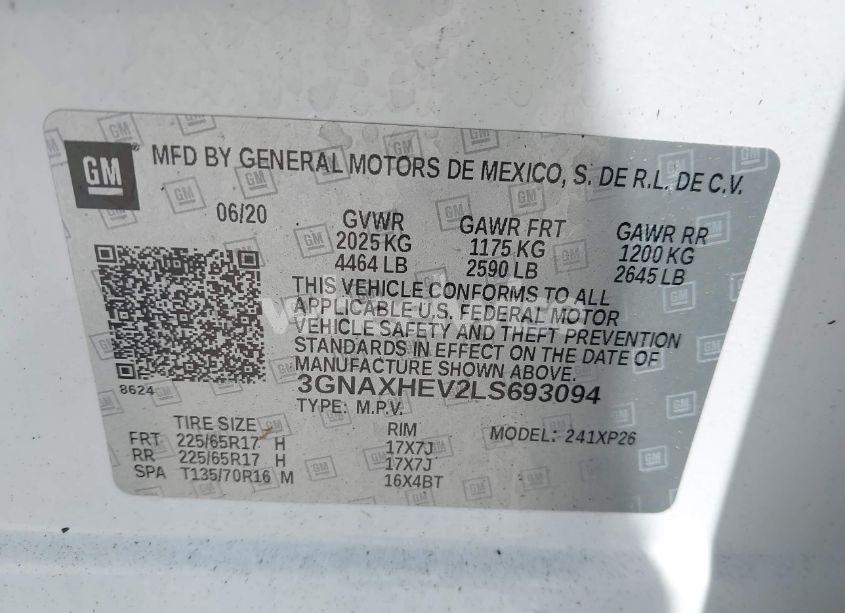 GM
MFD BY GENERAL MOTORS DE MEXICO, S. DE R.L. DE C.V.
06/20
GVWR
2025 KG
4464 LB
GAWR FRT
1175 KG
2590 LB
GAWR RR
1200 KG
2645 LB
THIS VEHICLE CONFORMS TO ALL
APPLICABLE U.S. FEDERAL MOTOR
VEHICLE SAFETY AND THEFT PREVENTION
STANDARDS IN EFFECT ON THE DATE OF
MANUFACTURE SHOWN ABOVE.
8624
3GNAXHEV2LS693094
TYPE: M.P.V.
MODEL: 241XP26
TIRE SIZE
RIM
FRT 225/65R17 H 17X7J
RR 225/65R17 H 17X7J
SPA T135/70R16 M 16X4BT